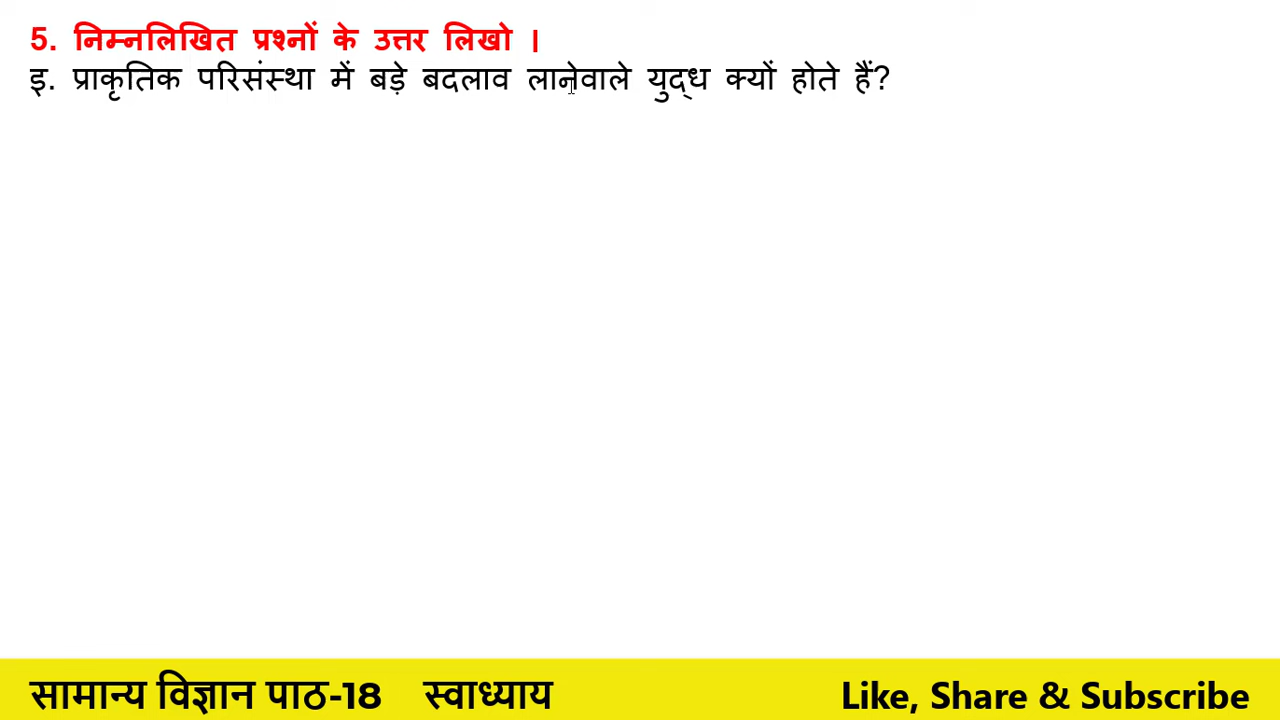 5. निम्नलिखित प्रश्नों के उत्तर लिखो ।
इ. प्राकृतिक परिसंस्था में बड़े बदलाव लानेवाले युद्ध क्यों होते हैं?
सामान्य विज्ञान पाठ-18 स्वाध्याय Like, Share & Subscribe